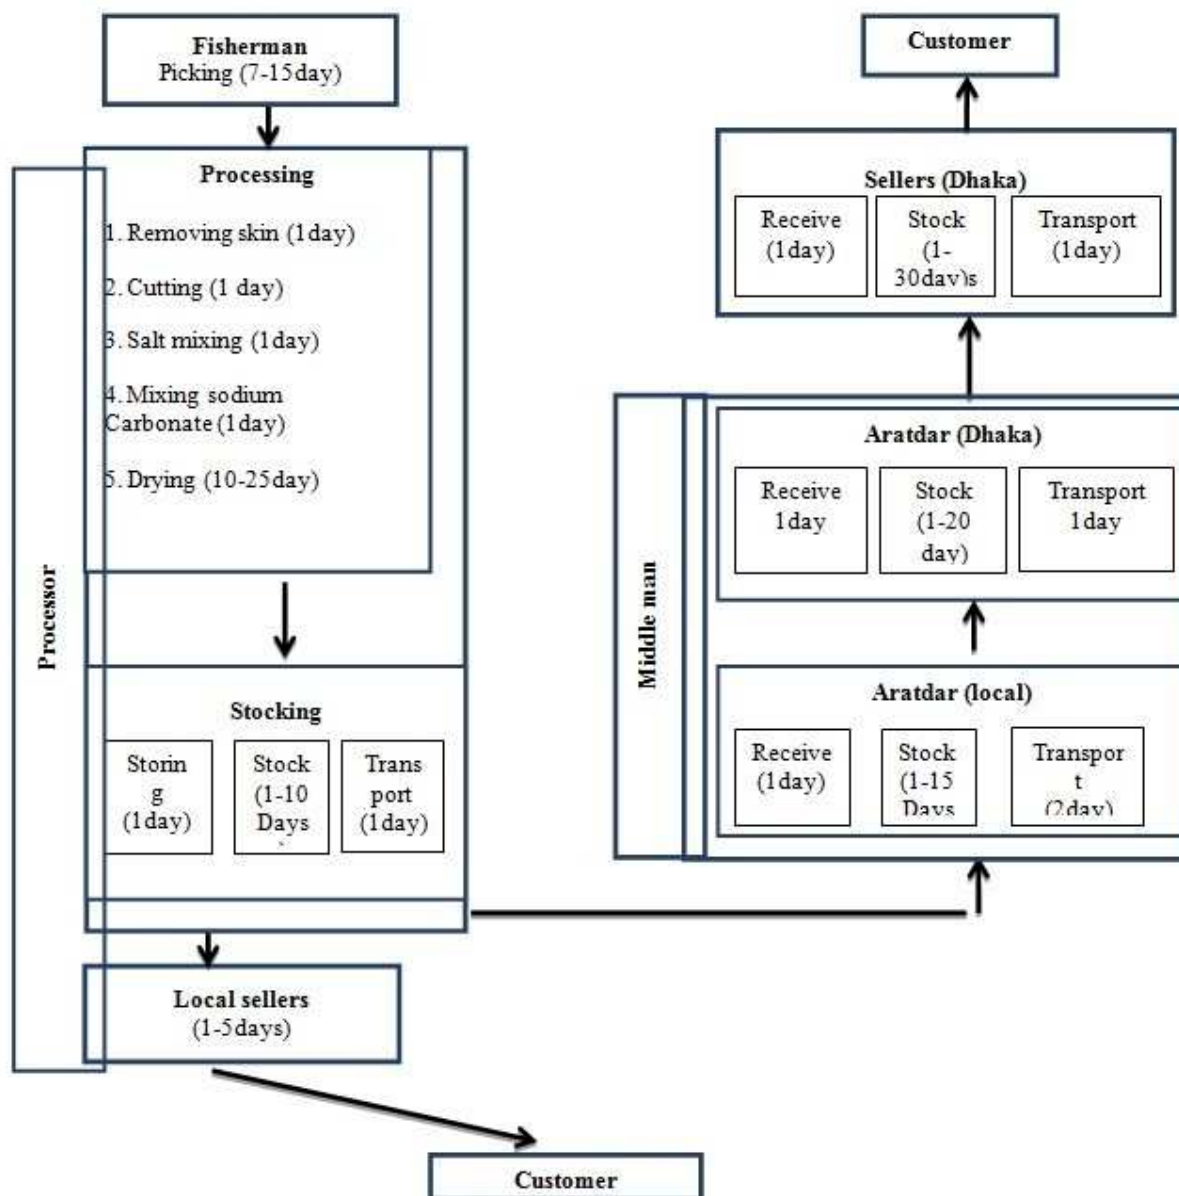 Fisherman
Picking (7-15day)
Processing
1. Removing skin (1day)
2. Cutting (1 day)
3. Salt mixing (1day)
4. Mixing sodium
Carbonate (1day)
5. Drying (10-25day)
Processor
Stocking
Storin
g
(1day)
Stock
(1-10
Days
Trans
port
(1day)
Local sellers
(1-5days)
Customer
Customer
Sellers (Dhaka)
Receive
(1day)
Stock
(1-
30day)s
Transport
(1day)
Middle man
Aratdar (Dhaka)
Receive
1day
Stock
(1-20
day)
Transport
1day
Aratdar (local)
Receive
(1day)
Stock
(1-15
Days
Transpor
t
(2day)